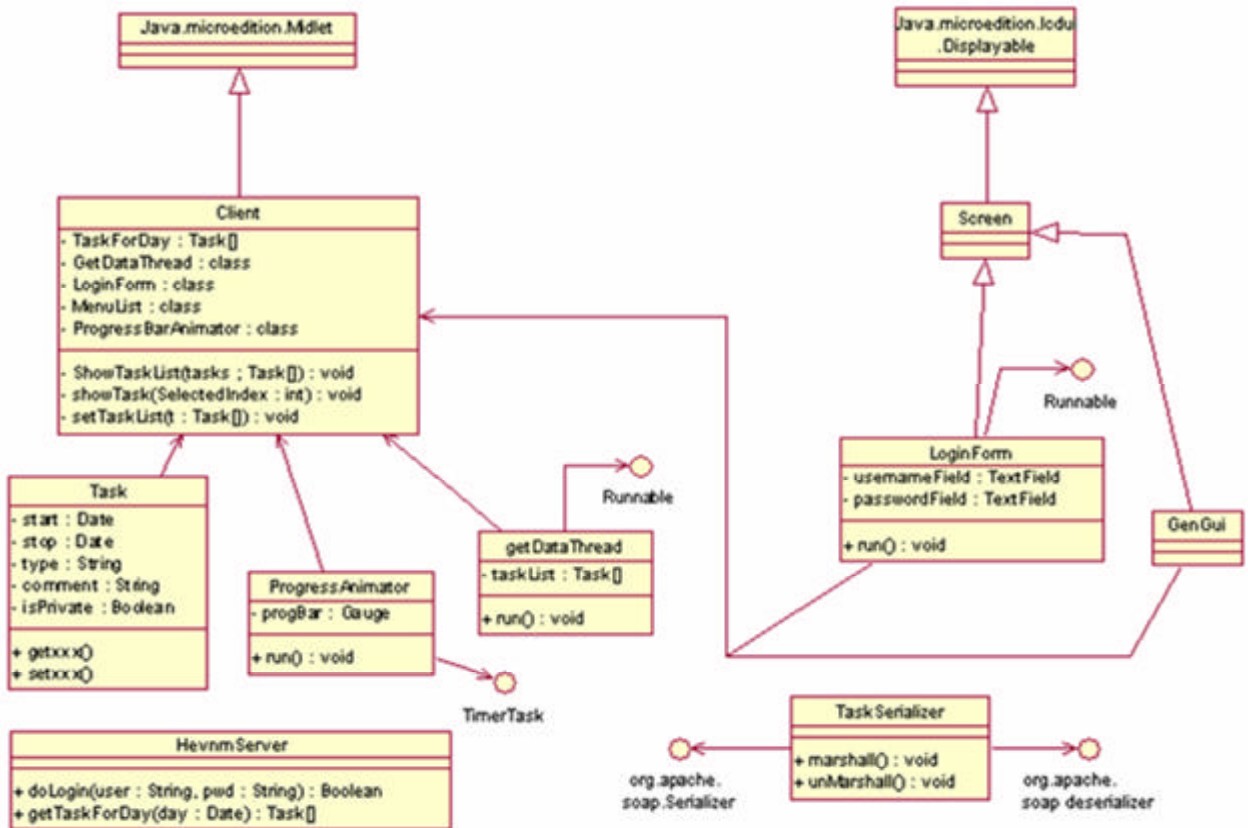 Java.microedition.Midlet
Java.microedition.lcdu
.Displayable
Client
- TaskForDay : Task[]
- GetDataThread : class
- LoginForm : class
- MenuList : class
- ProgressBarAnimator : class
- ShowTaskList(tasks ; Task[]) : void
- showTask(SelectedIndex : int) : void
- setTaskList(t : Task[]) : void
Screen
Runnable
LoginForm
- usernameField : TextField
- passwordField : TextField
+ run() : void
GenGui
Task
- start : Date
- stop : Date
- type : String
- comment : String
- isPrivate : Boolean
+ getxxx()
+ setxxx()
ProgressAnimator
- progBar : Gauge
+ run() : void
TimerTask
Runnable
getDataThread
- taskList : Task[]
+ run() : void
HevnmServer
+ doLogin(user : String, pwd : String) : Boolean
+ getTaskForDay(day : Date) : Task[]
TaskSerializer
+ marshall() : void
+ unMarshall() : void
org.apache.
soap.Serializer
org.apache.
soap deserializer